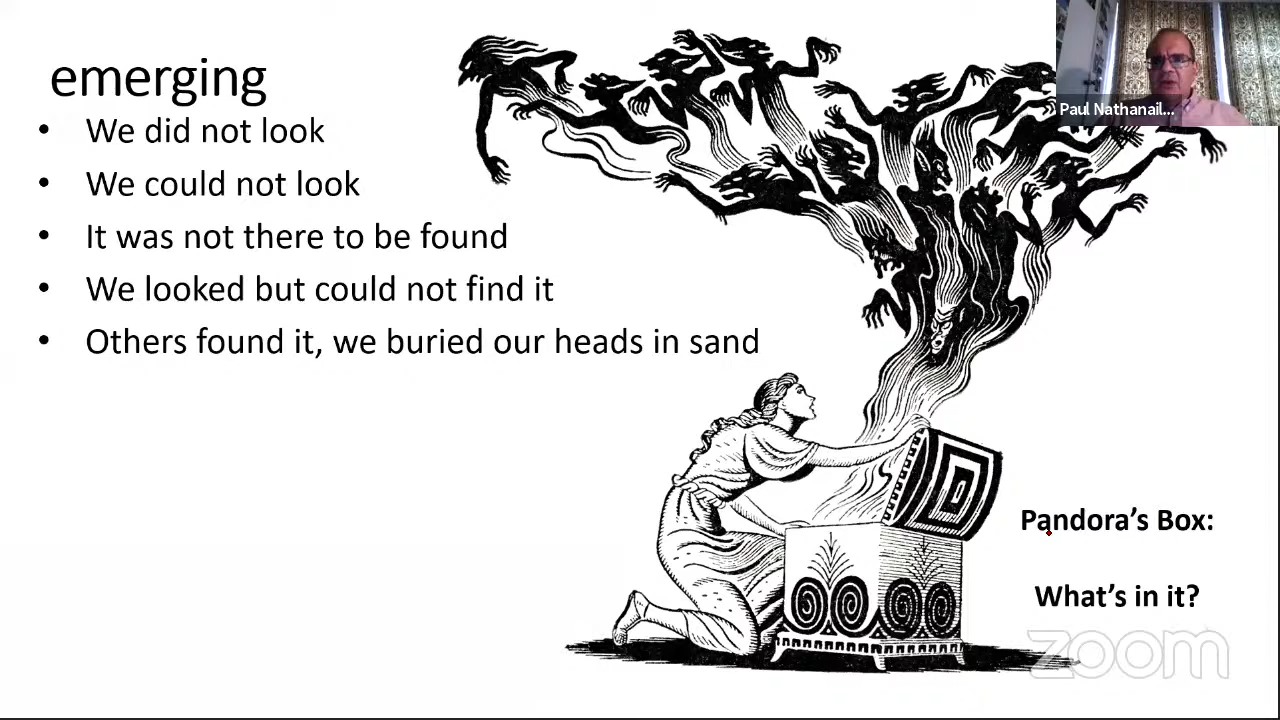 emerging
• We did not look
• We could not look
• It was not there to be found
• We looked but could not find it
• Others found it, we buried our heads in sand
Paul Nathanail...
Pandora's Box:
What's in it?
zoom